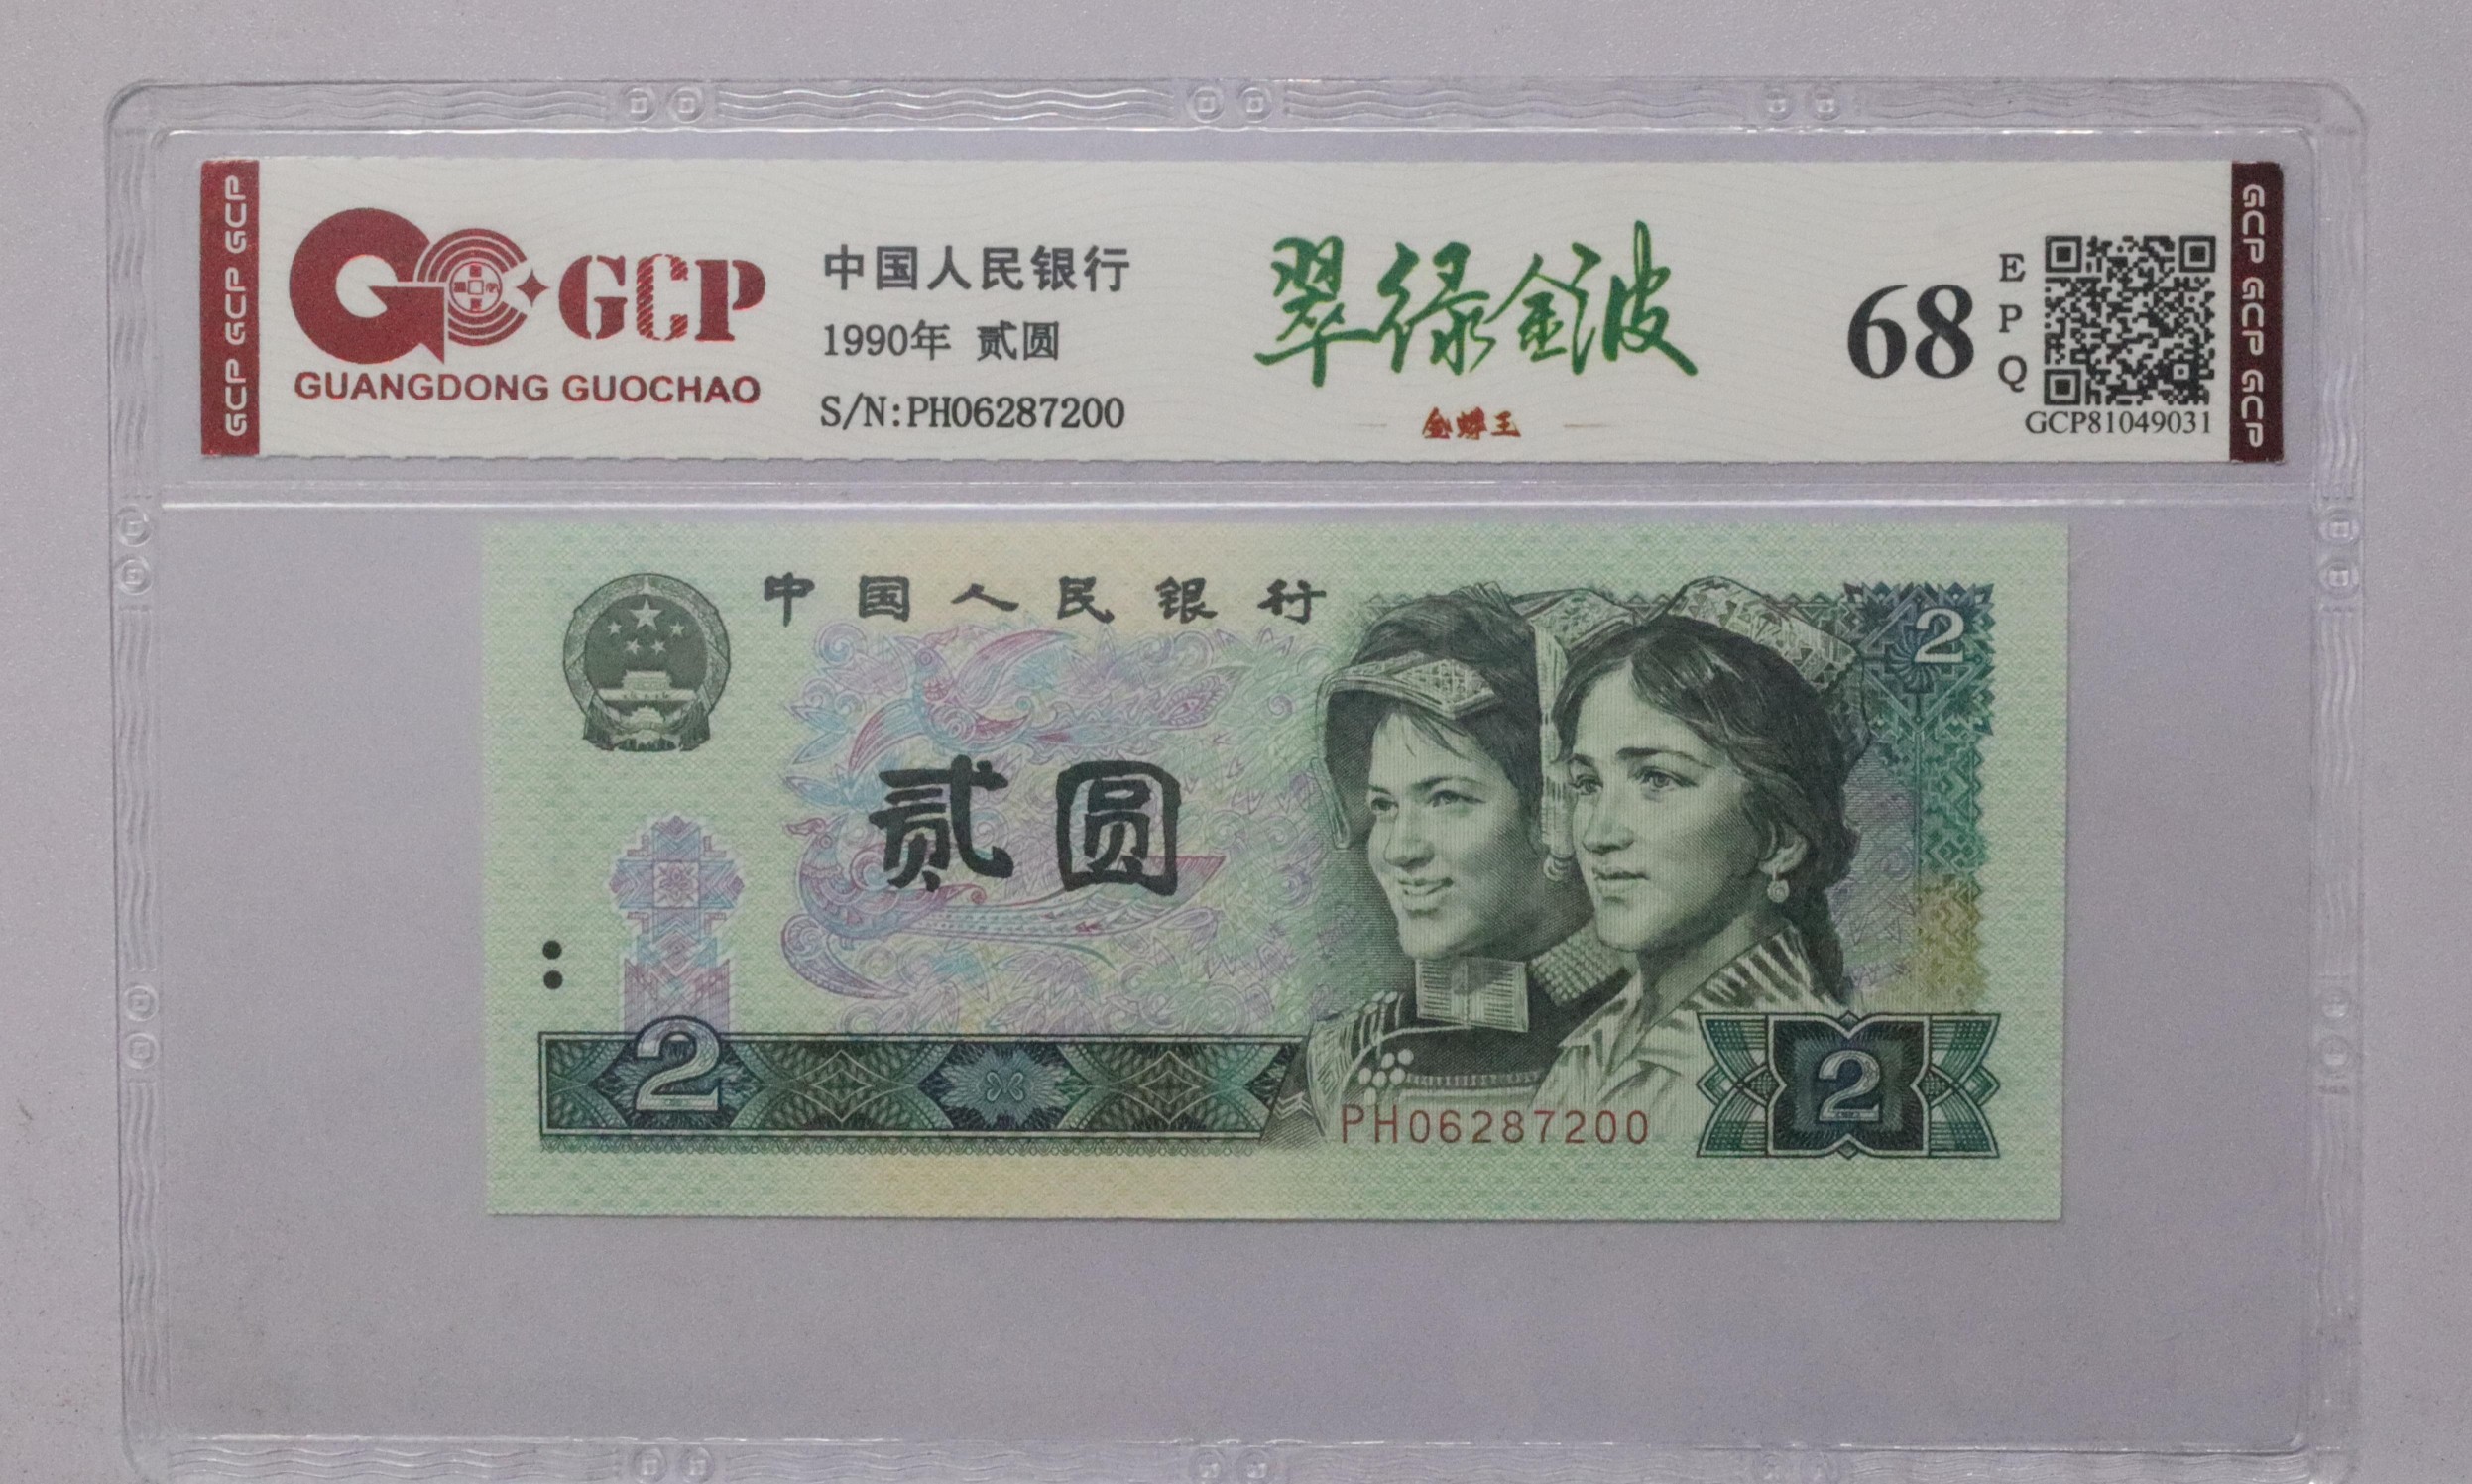 GCP GCP GCP
GCP
GUANGDONG GUOCHAO
中国人民银行
1990年 贰圆
S/N:PH06287200
翠绿金波
金蟒王
68
EPQ
GCP81049031
GCP GCP GCP
中国人民银行
2
贰圆
2
PH06287200
2